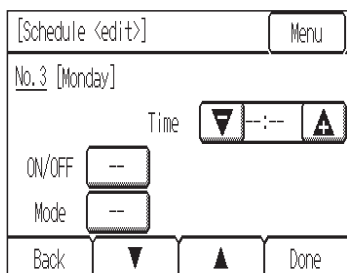 [Schedule <edit>] Menu
No.3 [Monday]
Time --:--
ON/OFF --
Mode --
Back ▼ ▲ Done